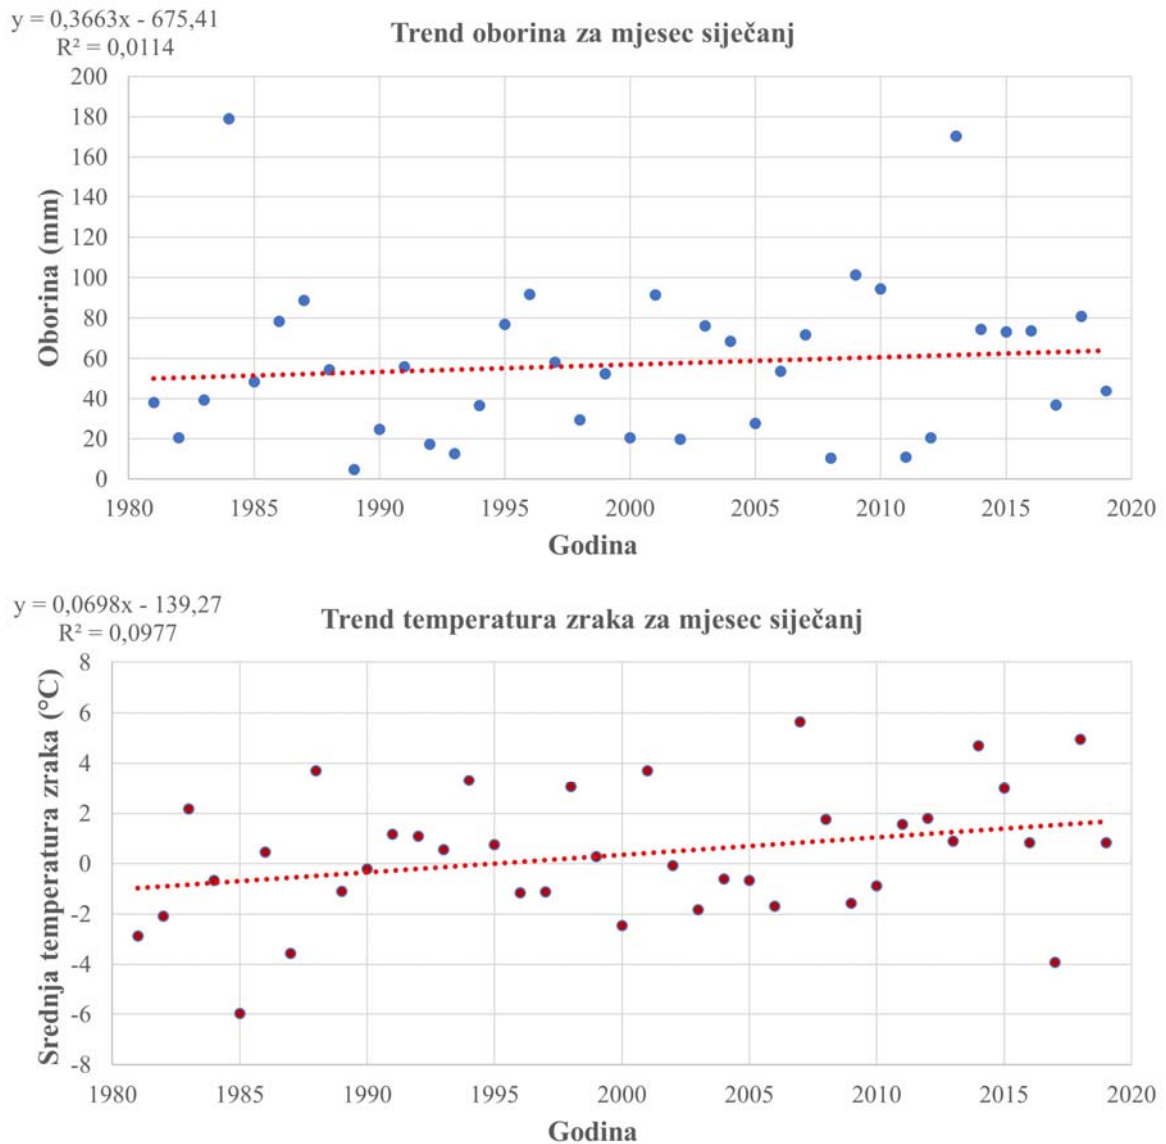 y = 0,3663x - 675,41
R² = 0,0114
Trend oborina za mjesec siječanj
200
180
160
140
120
100
80
60
40
20
0
Oborina (mm)
1980 1985 1990 1995 2000 2005 2010 2015 2020
Godina
y = 0,0698x - 139,27
R² = 0,0977
Trend temperatura zraka za mjesec siječanj
8
6
4
2
0
-2
-4
-6
-8
Srednja temperatura zraka (°C)
1980 1985 1990 1995 2000 2005 2010 2015 2020
Godina